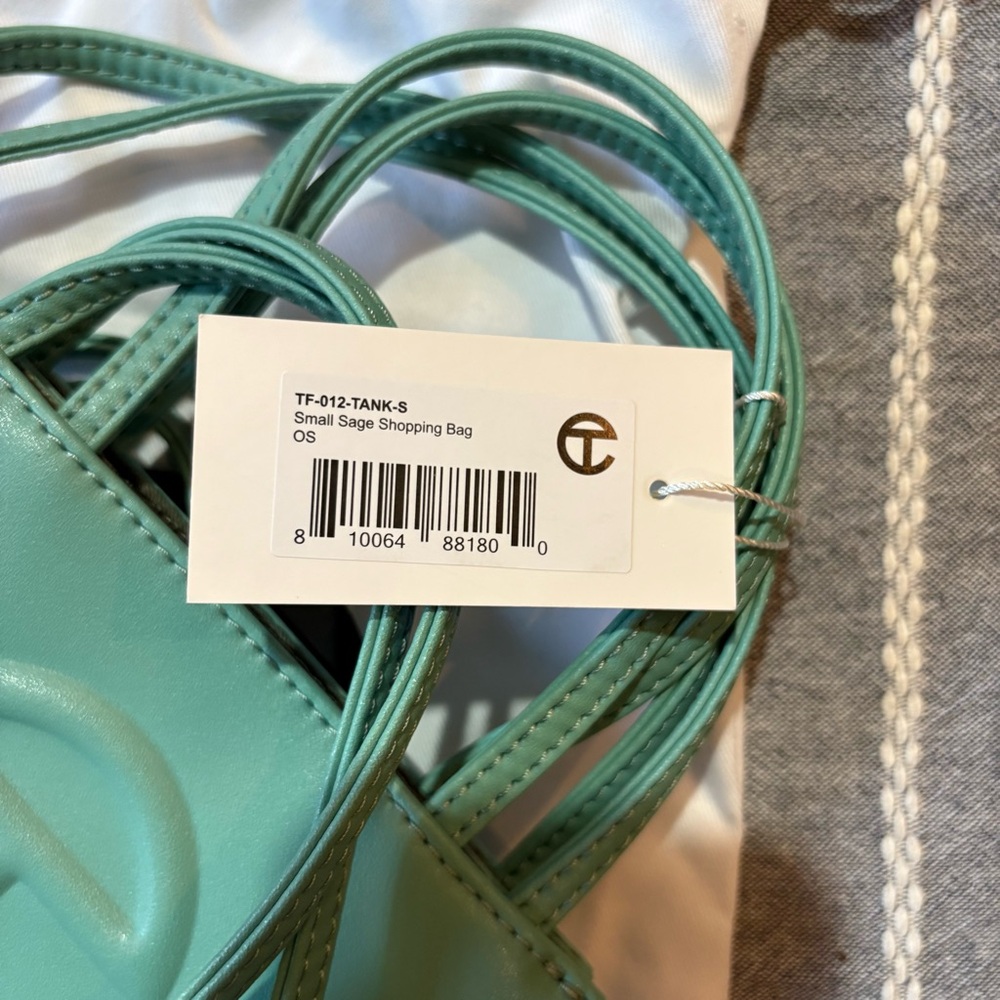 TF-012-TANK-S
Small Sage Shopping Bag
OS
8 10064 88180 0